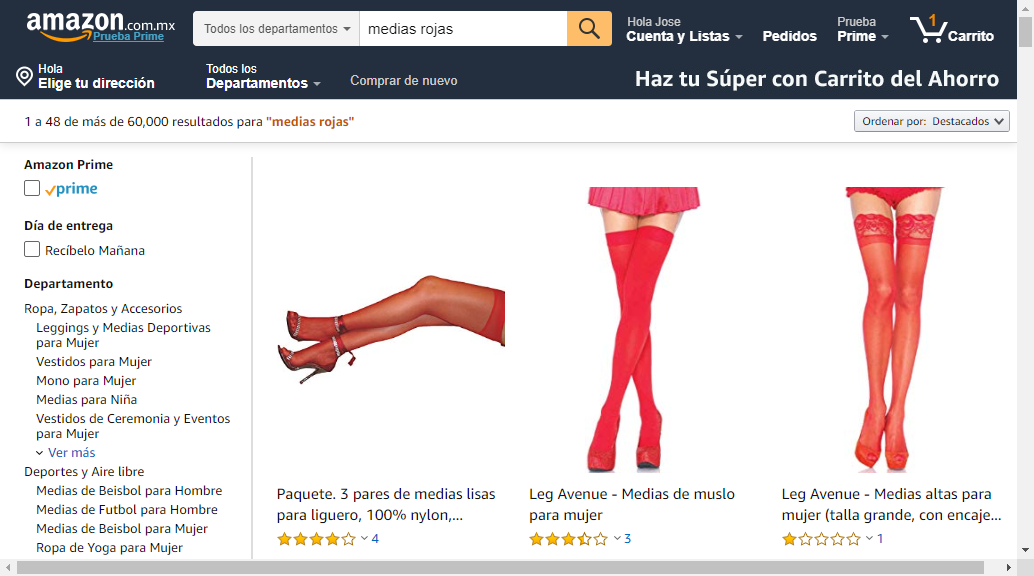 amazon.com.mx
Prueba Prime
Todos los departamentos
medias rojas
Hola Jose
Cuenta y Listas
Pedidos
Prueba
Prime
1
Carrito
Hola
Elige tu dirección
Todos los
Departamentos
Comprar de nuevo
Haz tu Súper con Carrito del Ahorro
1 a 48 de más de 60,000 resultados para "medias rojas"
Ordenar por: Destacados
Amazon Prime
prime
Día de entrega
Recíbelo Mañana
Departamento
Ropa, Zapatos y Accesorios
Leggings y Medias Deportivas
para Mujer
Vestidos para Mujer
Mono para Mujer
Medias para Niña
Vestidos de Ceremonia y Eventos
para Mujer
Ver más
Deportes y Aire libre
Medias de Beisbol para Hombre
Medias de Futbol para Hombre
Medias de Beisbol para Mujer
Ropa de Yoga para Mujer
Paquete. 3 pares de medias lisas
para liguero, 100% nylon,...
4
Leg Avenue - Medias de muslo
para mujer
3
Leg Avenue - Medias altas para
mujer (talla grande, con encaje...
1